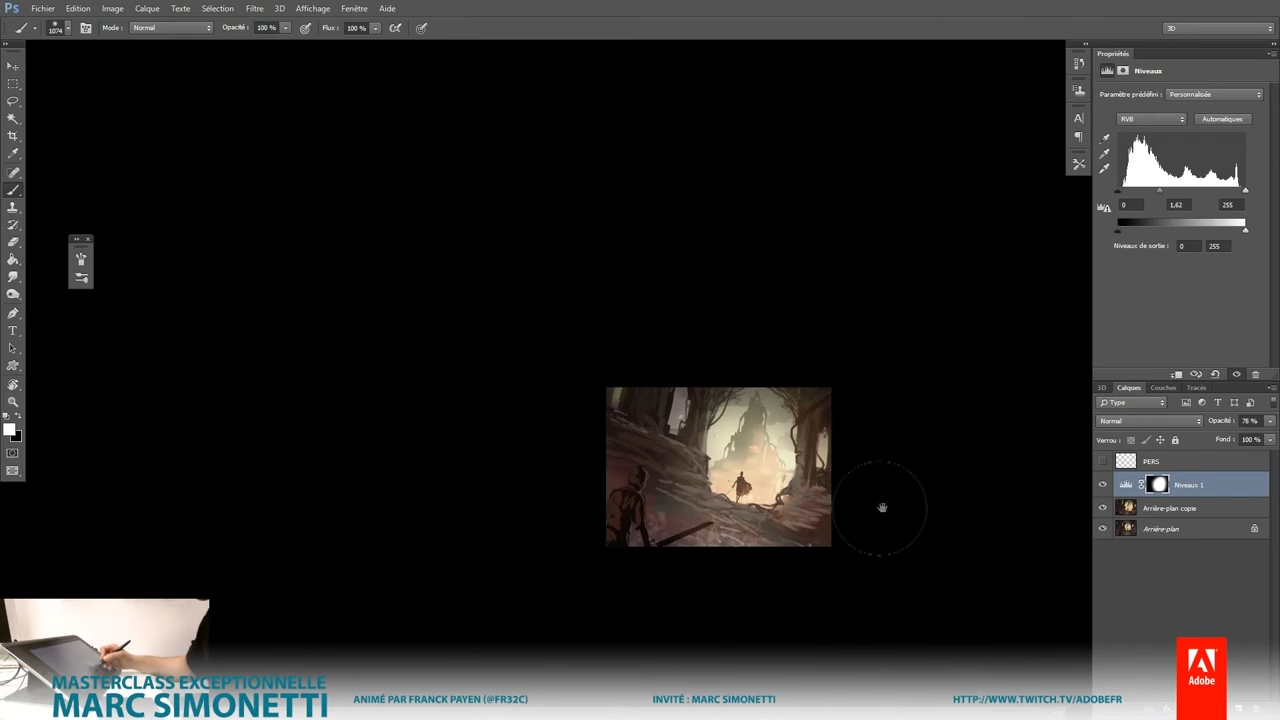 Ps Fichier Edition Image Calque Texte Sélection Filtre 3D Affichage Fenêtre Aide
1074 Mode : Normal Opacité : 100 % Flux : 100 % 3D
Propriétés
Niveaux
Paramètre prédéfini : Personnalisée
RVB Automatiques
0 1,62 255
Niveaux de sortie : 0 255
3D Calques Couches Tracés
Type
Normal Opacité : 76 %
Verrou : Fond : 100 %
PERS
Niveaux 1
Arrière-plan copie
Arrière-plan
MASTERCLASS EXCEPTIONNELLE
MARC SIMONETTI
ANIMÉ PAR FRANCK PAYEN (@FR32C)
INVITÉ : MARC SIMONETTI
HTTP://WWW.TWITCH.TV/ADOBEFR
Adobe